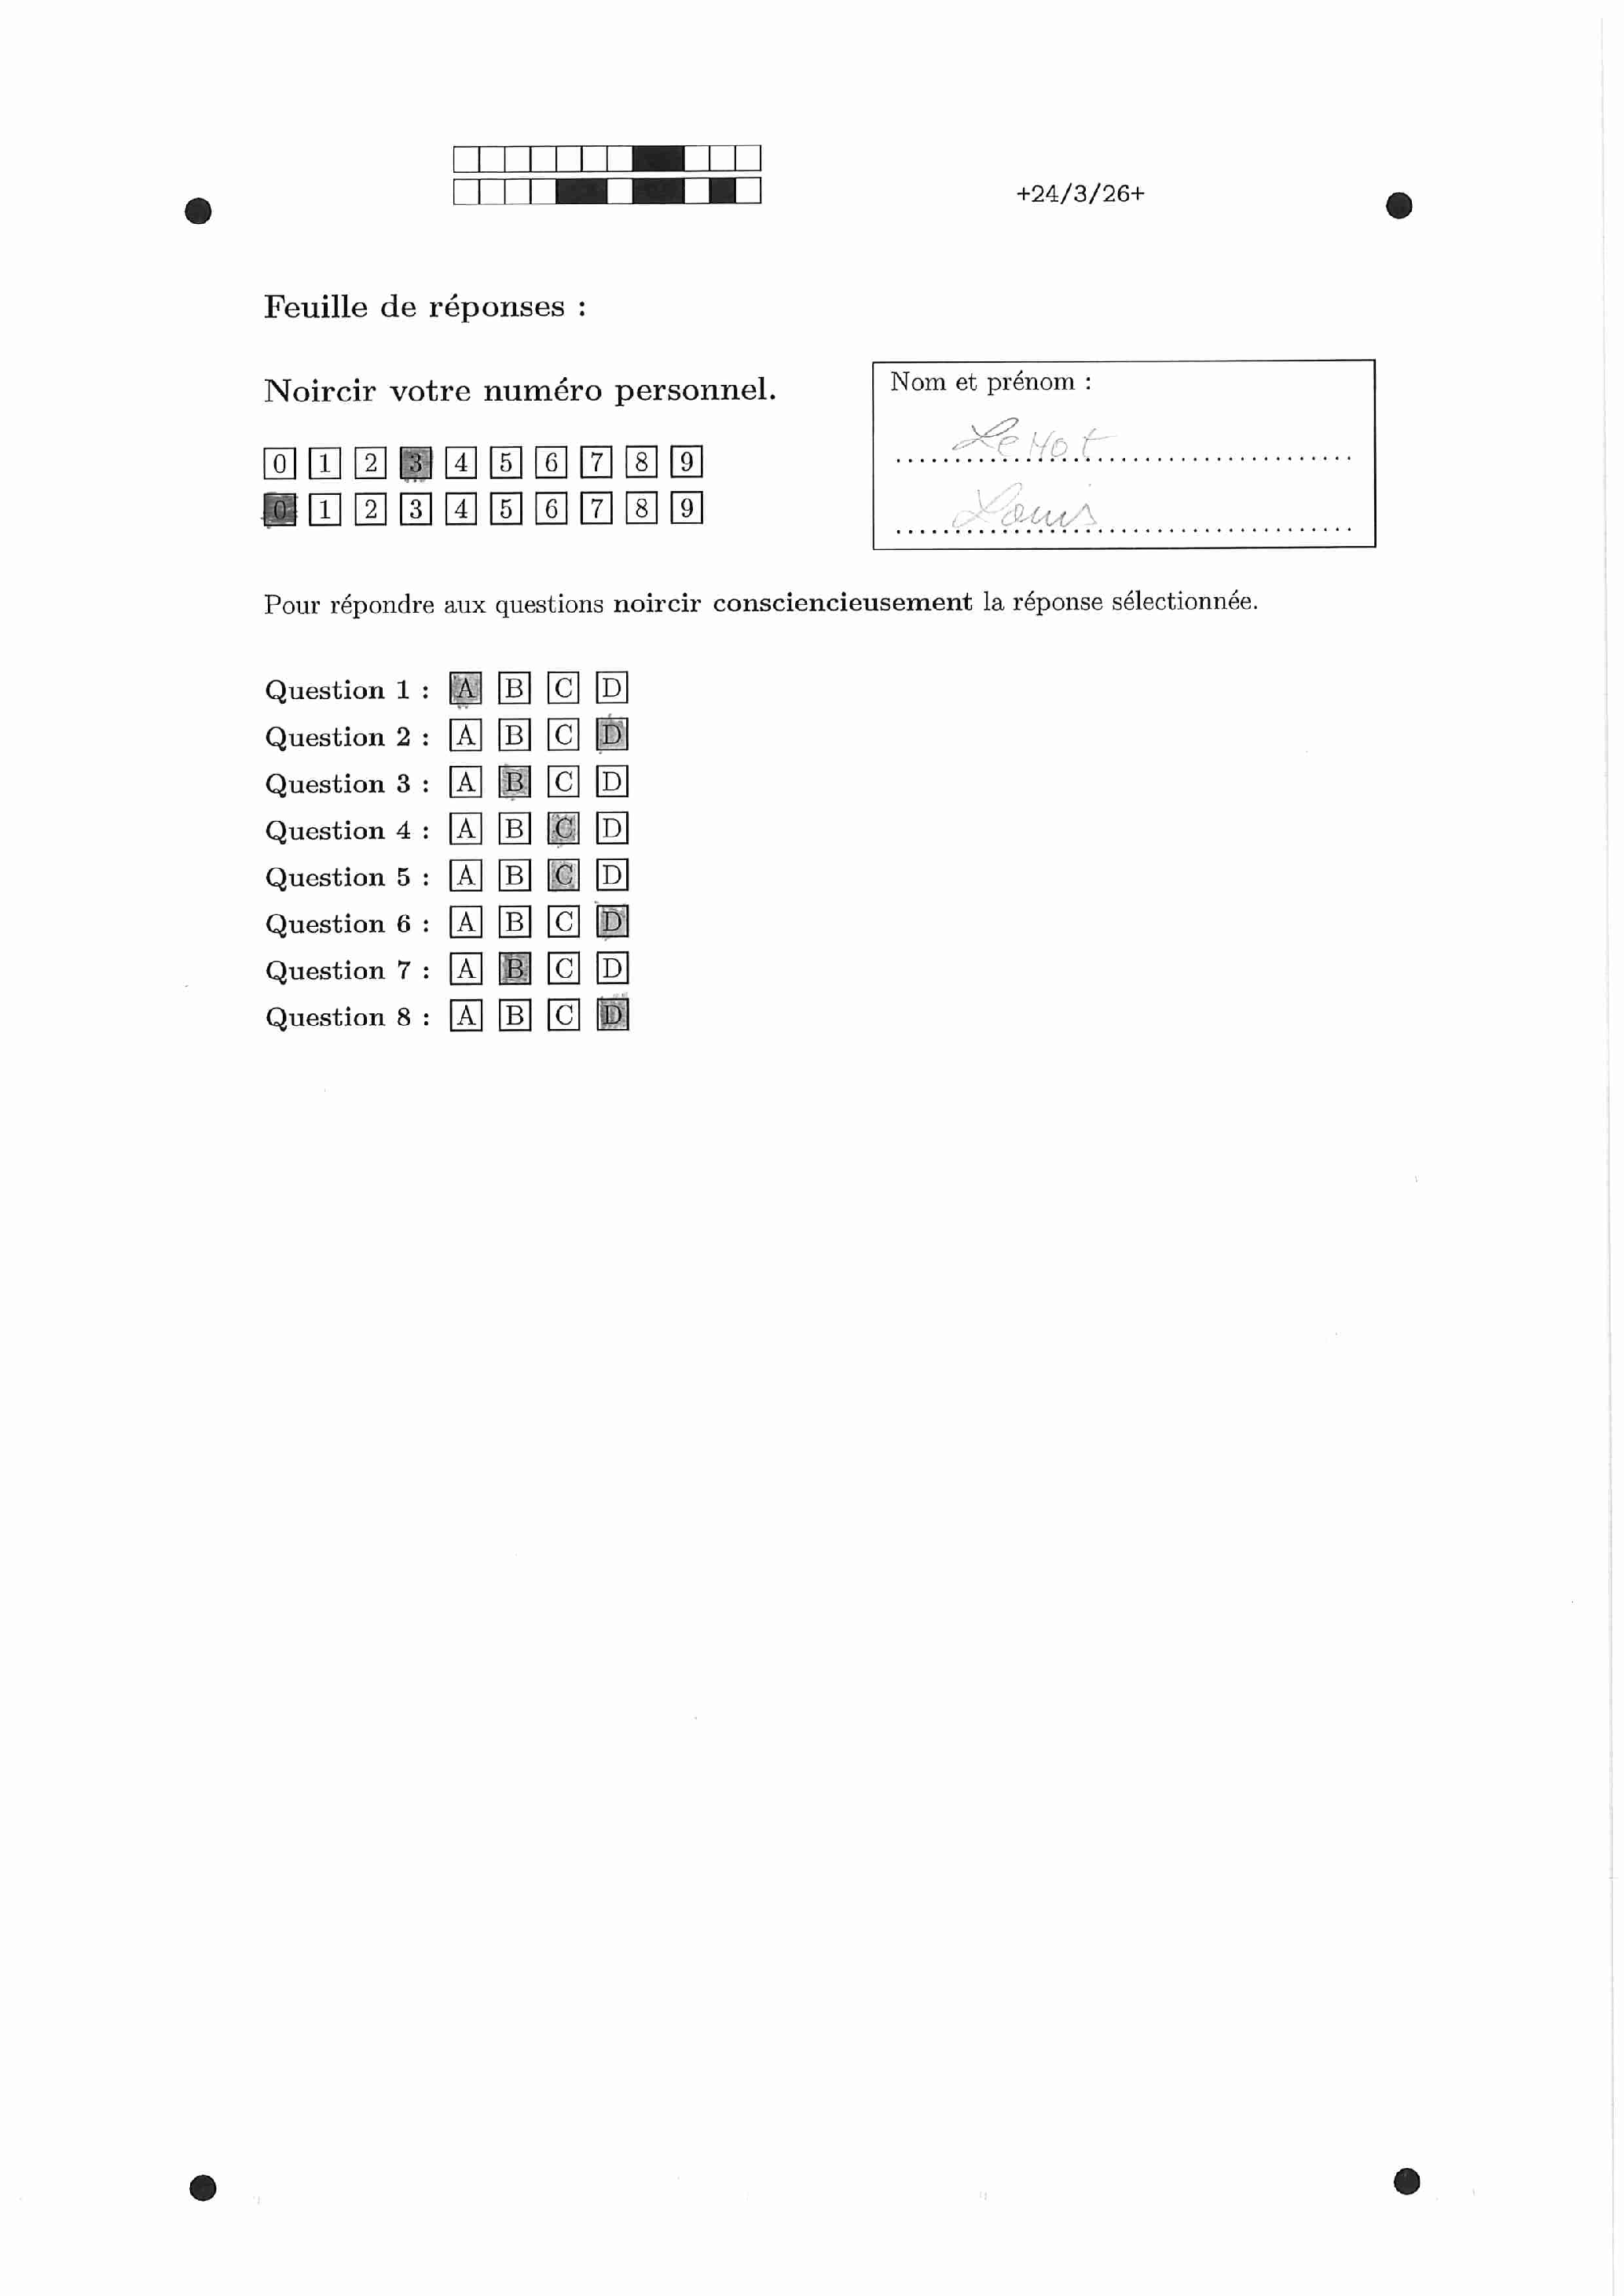 +24/3/26+
Feuille de réponses :
Noircir votre numéro personnel.
0 1 2 3 4 5 6 7 8 9
0 1 2 3 4 5 6 7 8 9
Nom et prénom :
Le Hot
Louis
Pour répondre aux questions noircir consciencieusement la réponse sélectionnée.
Question 1 : A B C D
Question 2 : A B C D
Question 3 : A B C D
Question 4 : A B C D
Question 5 : A B C D
Question 6 : A B C D
Question 7 : A B C D
Question 8 : A B C D